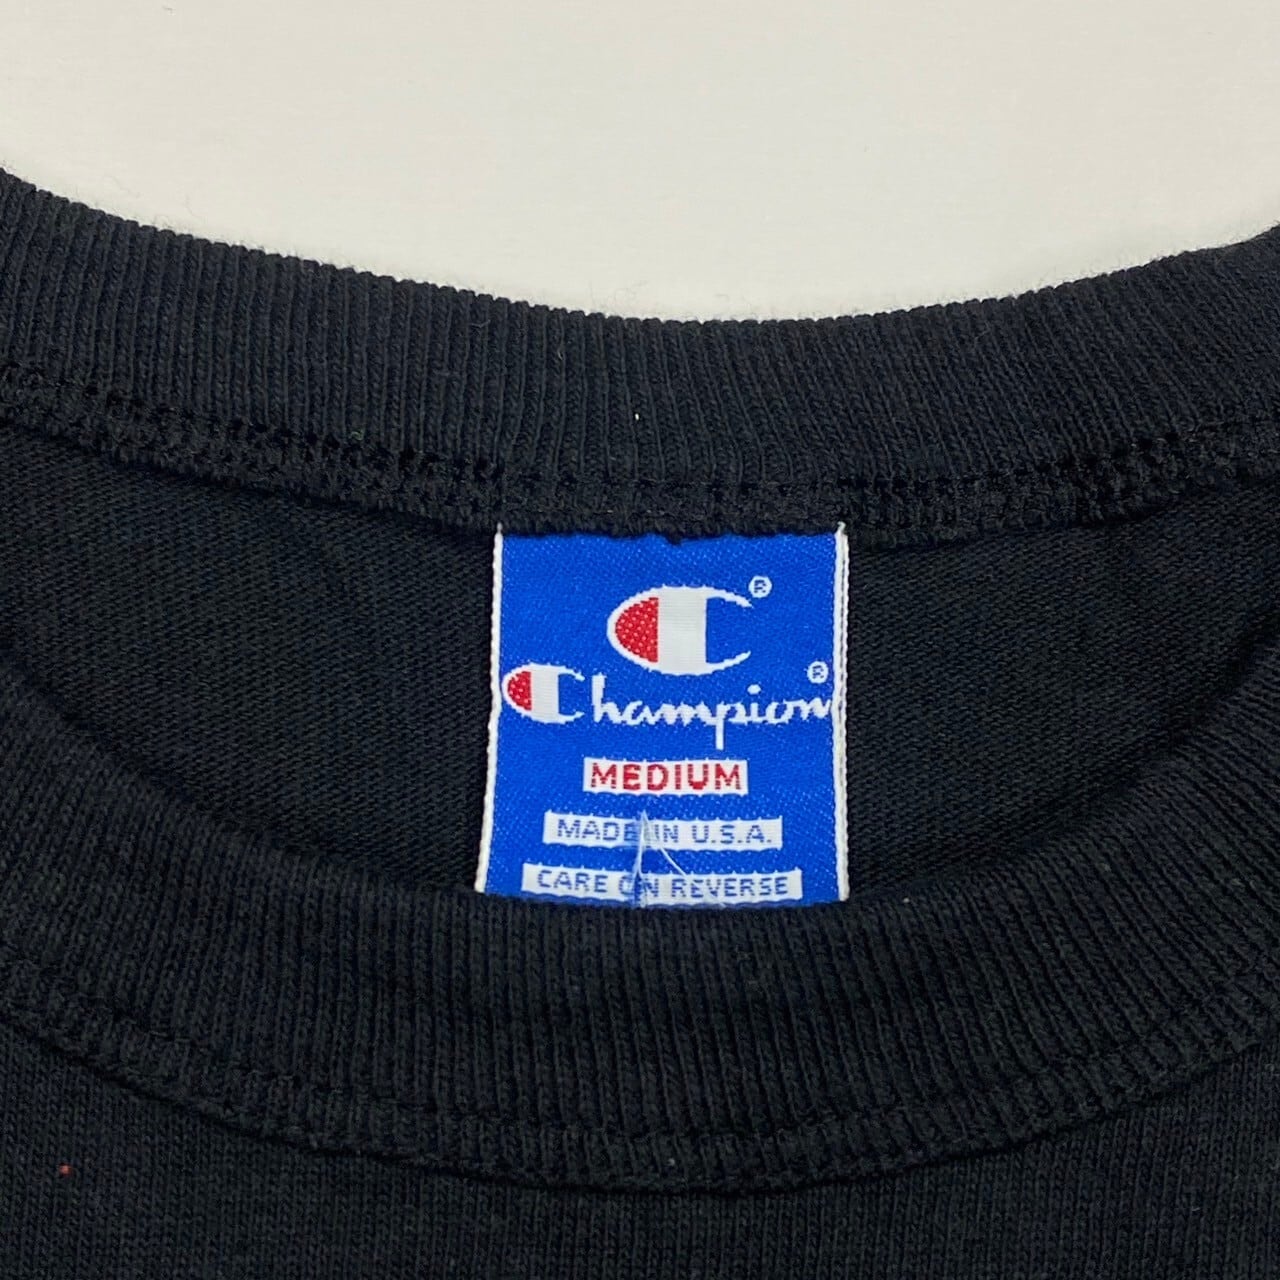 C®
Champion®
MEDIUM
MADE IN U.S.A.
CARE ON REVERSE